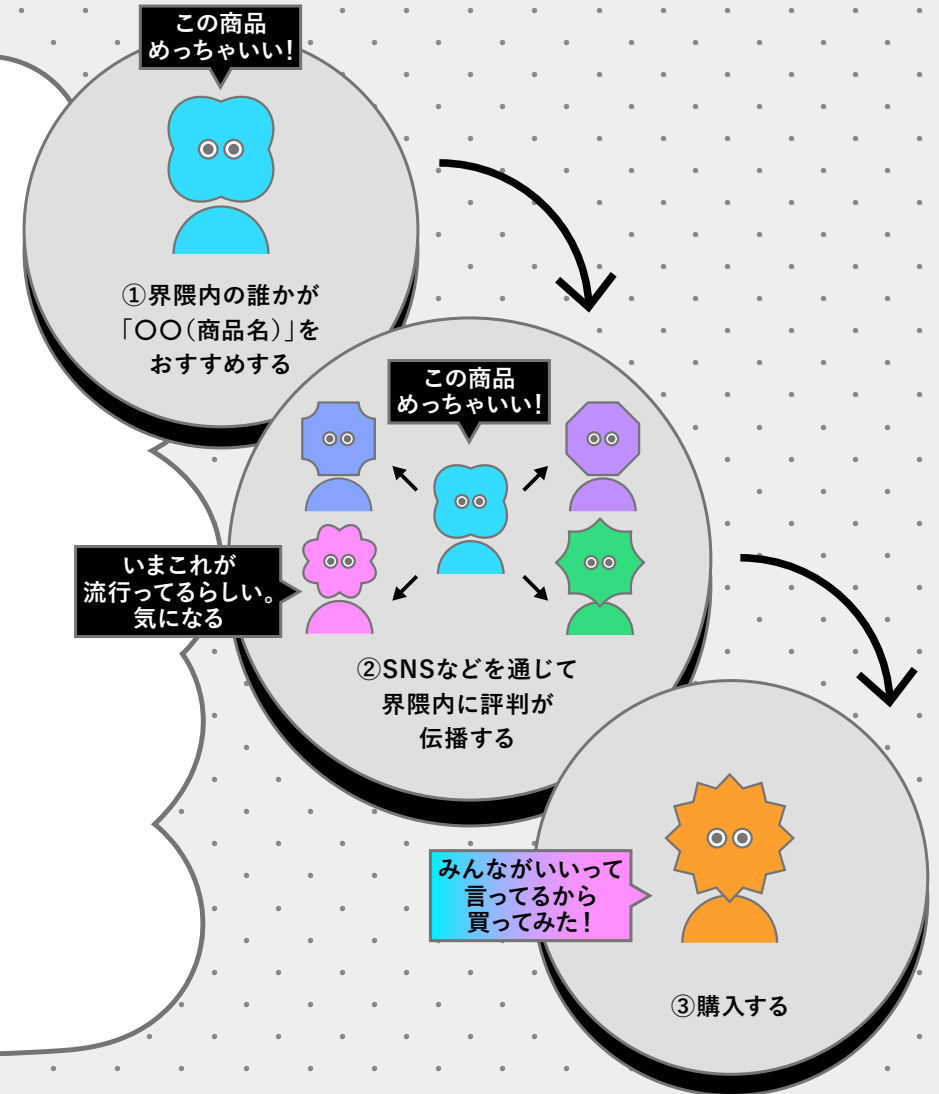 この商品
めっちゃいい！
①界隈内の誰かが
「〇〇（商品名）」を
おすすめする
この商品
めっちゃいい！
いまこれが
流行ってるらしい。
気になる
②SNSなどを通じて
界隈内に評判が
伝播する
みんながいいって
言ってるから
買ってみた！
③購入する